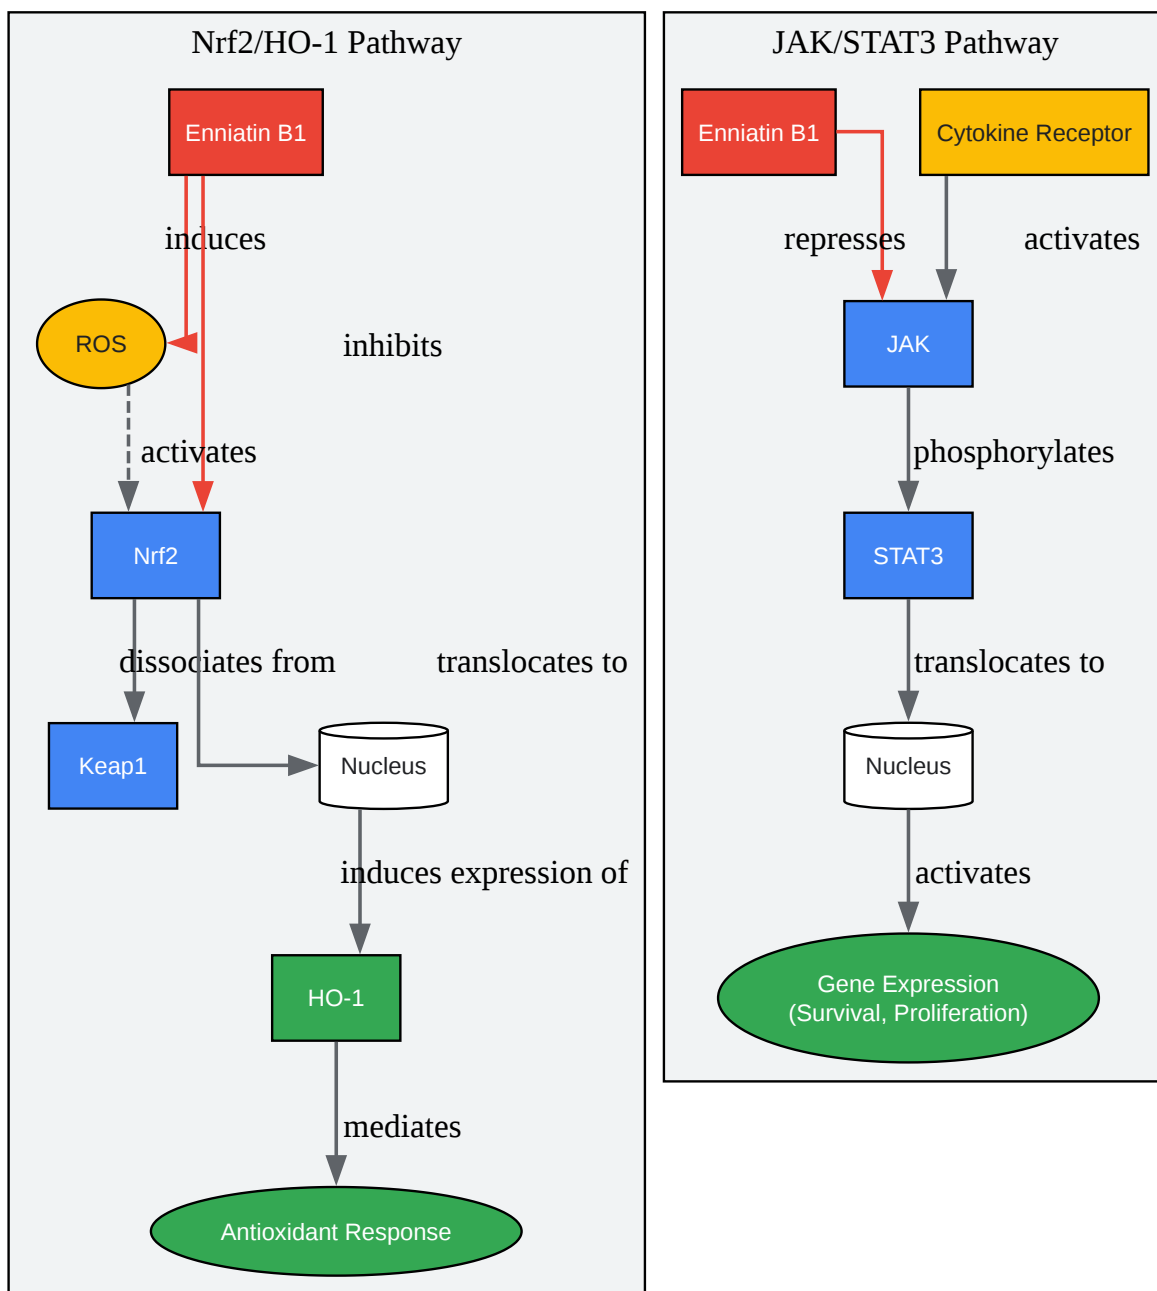 Nrf2/HO-1 Pathway
Enniatin B1
induces
ROS
inhibits
activates
Nrf2
dissociates from
translocates to
Keap1
Nucleus
induces expression of
HO-1
mediates
Antioxidant Response
JAK/STAT3 Pathway
Enniatin B1
Cytokine Receptor
represses
activates
JAK
phosphorylates
STAT3
translocates to
Nucleus
activates
Gene Expression
(Survival, Proliferation)